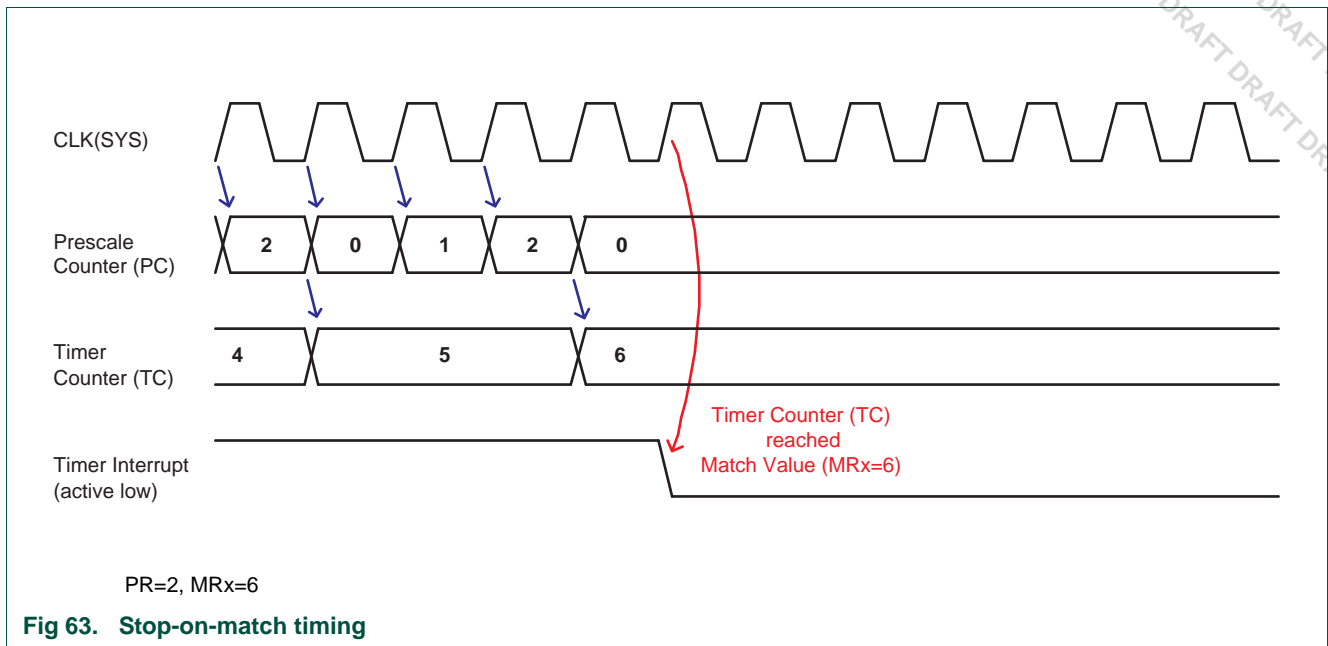 DRAFT DRAFT DRAFT
DRAFT DRAFT
CLK(SYS)
Prescale
Counter (PC)
2 0 1 2 0
Timer
Counter (TC)
4 5 6
Timer Interrupt
(active low)
Timer Counter (TC)
reached
Match Value (MRx=6)
PR=2, MRx=6
Fig 63. Stop-on-match timing